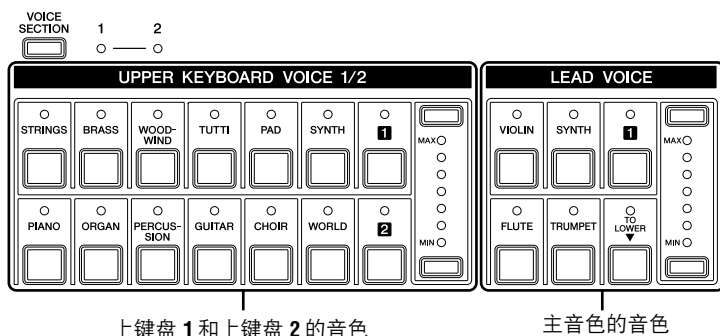 VOICE
SECTION 1 2
UPPER KEYBOARD VOICE 1/2
LEAD VOICE
STRINGS BRASS WOOD-
WIND TUTTI PAD SYNTH 1
MAX
VIOLIN SYNTH 1
MAX
PIANO ORGAN PERCUS-
SION GUITAR CHOIR WORLD 2
MIN
FLUTE TRUMPET TO
LOWER
▼
MIN
上键盘 1 和上键盘 2 的音色
主音色的音色